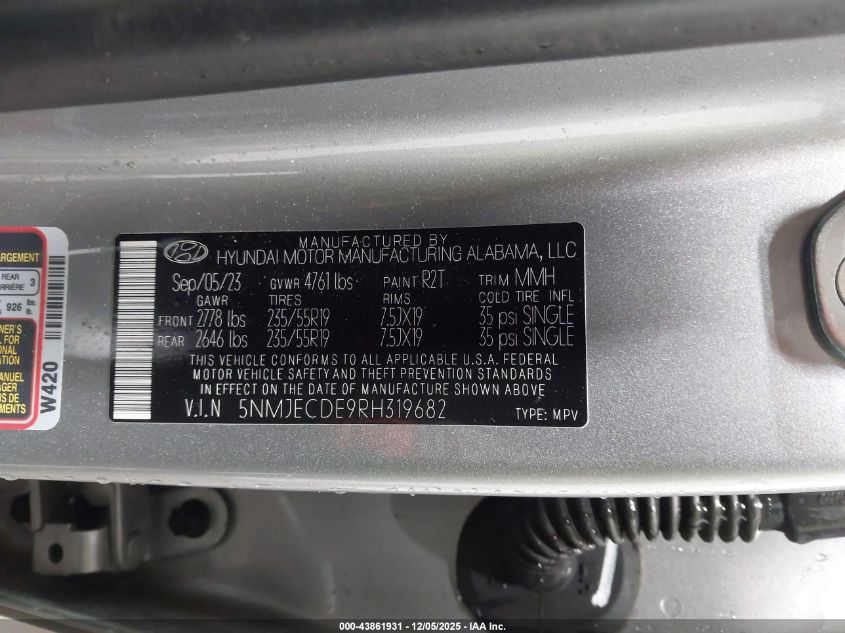 MANUFACTURED BY
HYUNDAI MOTOR MANUFACTURING ALABAMA, LLC
Sep/05/23 GVWR 4761 lbs PAINT R2T TRIM MMH
GAWR TIRES RIMS COLD TIRE INFL
FRONT 2778 lbs 235/55R19 7.5JX19 35 psi SINGLE
REAR 2646 lbs 235/55R19 7.5JX19 35 psi SINGLE
THIS VEHICLE CONFORMS TO ALL APPLICABLE U.S.A. FEDERAL
MOTOR VEHICLE SAFETY AND THEFT PREVENTION STANDARDS
IN EFFECT ON THE DATE OF MANUFACTURE SHOWN ABOVE
V.I.N 5NMJECDE9RH319682 TYPE: MPV
REAR 3
926
W420
000-43861931 - 12/05/2025 - IAA, Inc.